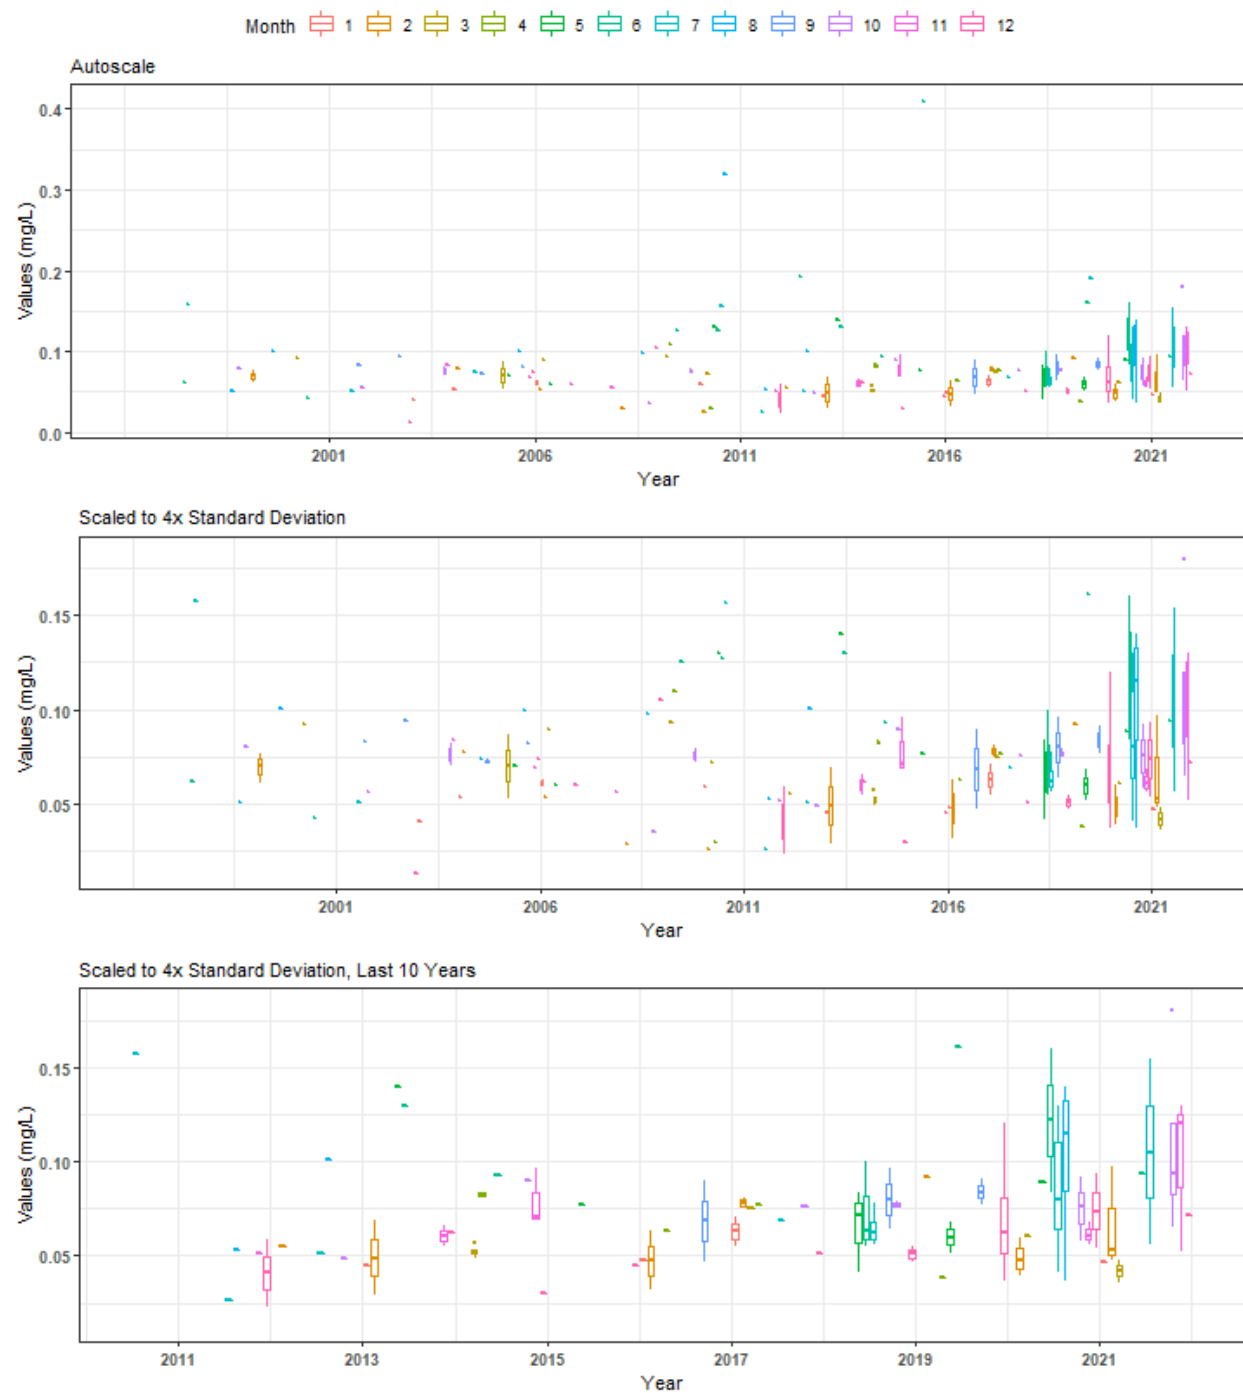 Month 1 2 3 4 5 6 7 8 9 10 11 12
Autoscale
Values (mg/L)
0.4
0.3
0.2
0.1
0.0
2001 2006 2011 2016 2021
Year
Scaled to 4x Standard Deviation
Values (mg/L)
0.15
0.10
0.05
2001 2006 2011 2016 2021
Year
Scaled to 4x Standard Deviation, Last 10 Years
Values (mg/L)
0.15
0.10
0.05
2011 2013 2015 2017 2019 2021
Year